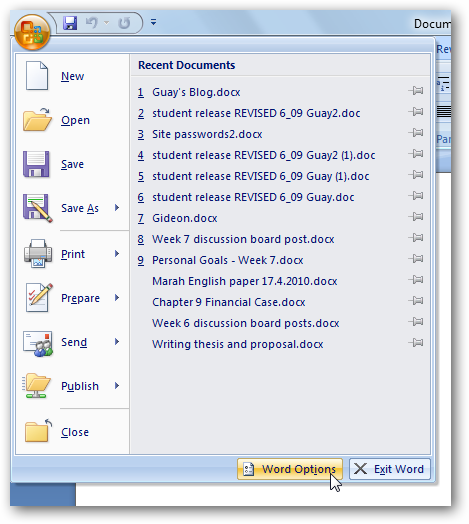 Docum
Rev
Par
New
Open
Save
Save As
Print
Prepare
Send
Publish
Close
Recent Documents
1 Guay's Blog.docx
2 student release REVISED 6_09 Guay2.doc
3 Site passwords2.docx
4 student release REVISED 6_09 Guay2 (1).doc
5 student release REVISED 6_09 Guay (1).doc
6 student release REVISED 6_09 Guay.doc
7 Gideon.docx
8 Week 7 discussion board post.docx
9 Personal Goals - Week 7.docx
Marah English paper 17.4.2010.docx
Chapter 9 Financial Case.docx
Week 6 discussion board posts.docx
Writing thesis and proposal.docx
Word Options
Exit Word